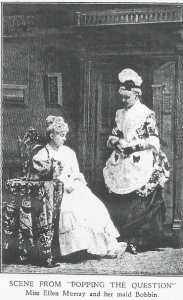 SCENE FROM "POPPING THE QUESTION"
Miss Ellen Murray and her maid Bobbin.